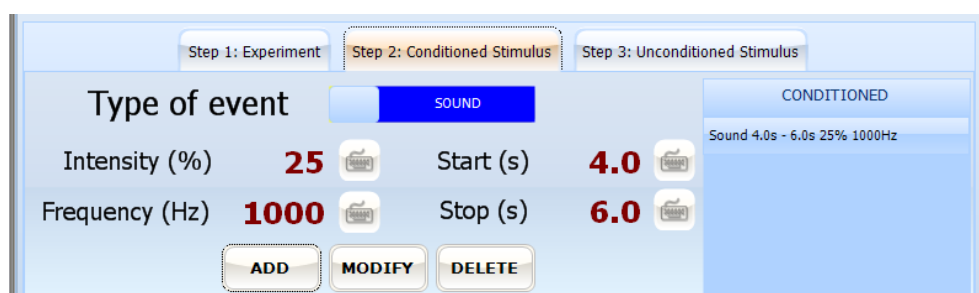 Step 1: Experiment Step 2: Conditioned Stimulus Step 3: Unconditioned Stimulus
Type of event SOUND
Intensity (%) 25 Start (s) 4.0
Frequency (Hz) 1000 Stop (s) 6.0
ADD MODIFY DELETE
CONDITIONED
Sound 4.0s - 6.0s 25% 1000Hz